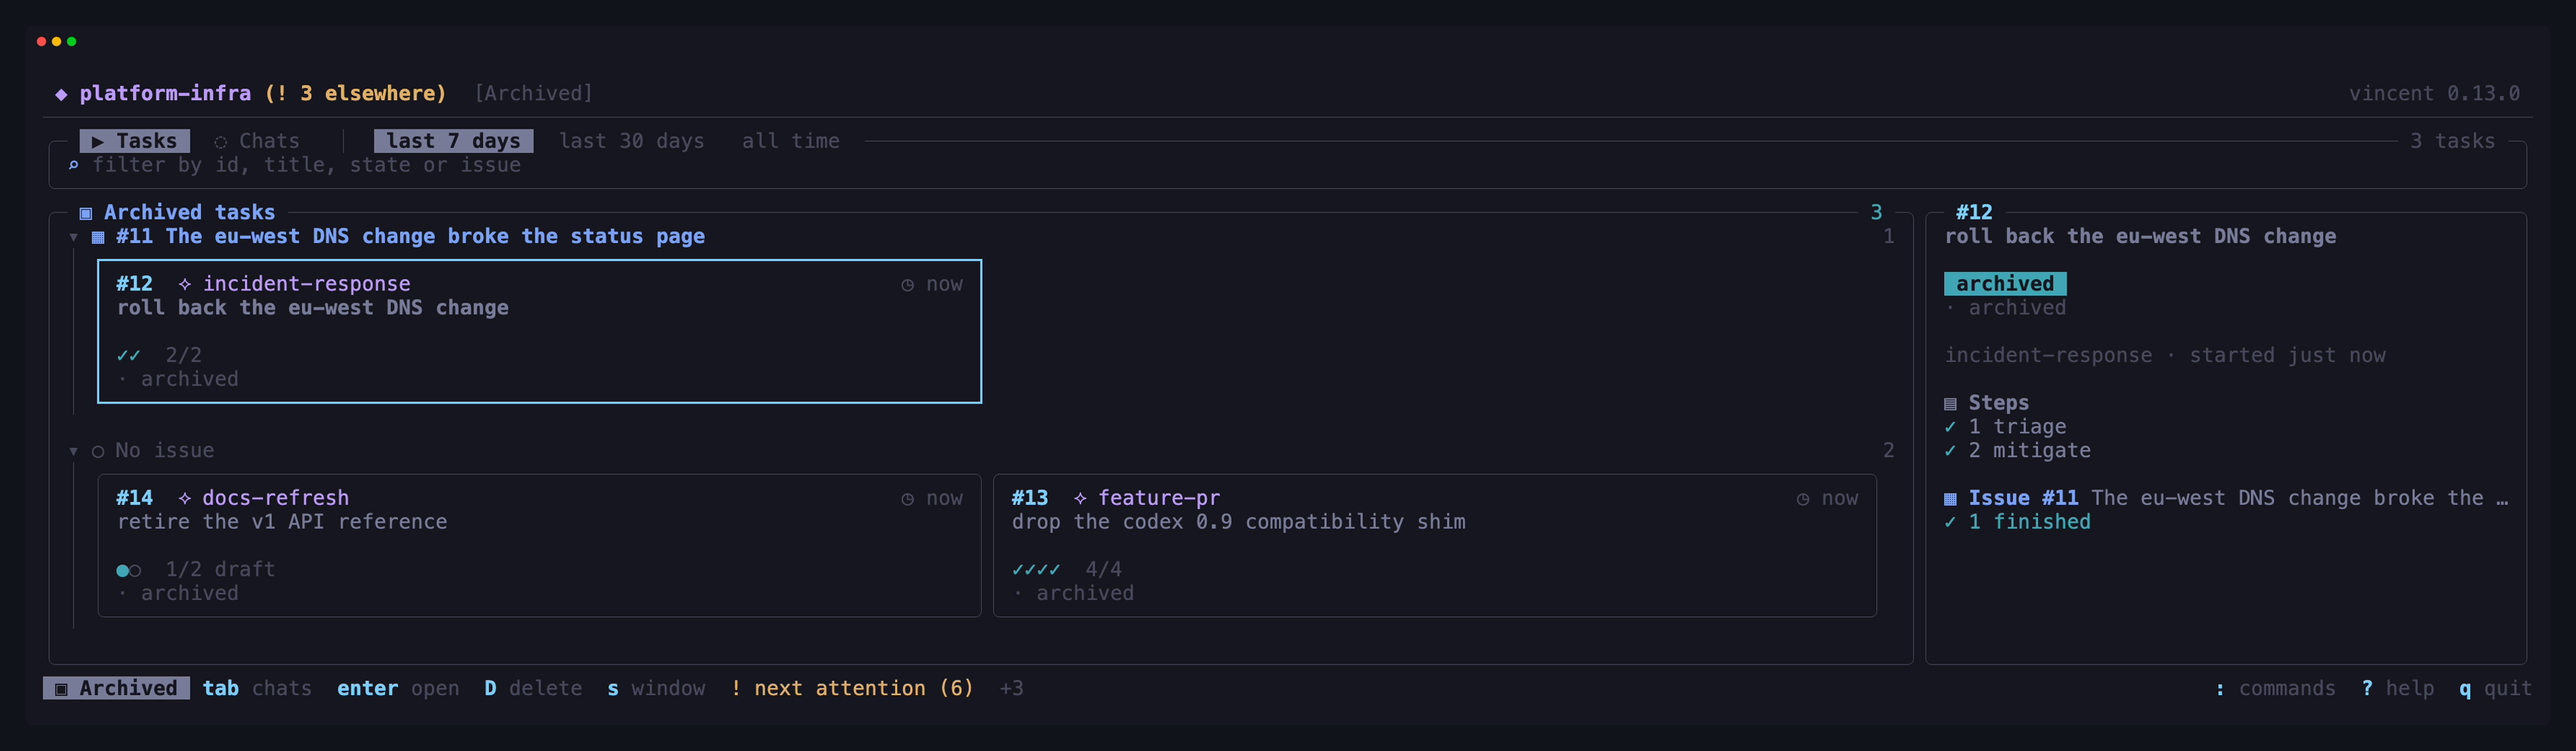 ◆ platform-infra (! 3 elsewhere) [Archived] vincent 0.13.0
▶ Tasks ◌ Chats │ last 7 days last 30 days all time 3 tasks
⌕ filter by id, title, state or issue
▣ Archived tasks 3
▾ ▦ #11 The eu-west DNS change broke the status page 1
#12 ✧ incident-response ◷ now
roll back the eu-west DNS change
✓✓ 2/2
· archived
▾ ○ No issue 2
#14 ✧ docs-refresh ◷ now
retire the v1 API reference
●○ 1/2 draft
· archived
#13 ✧ feature-pr ◷ now
drop the codex 0.9 compatibility shim
✓✓✓✓ 4/4
· archived
#12
roll back the eu-west DNS change
archived
· archived
incident-response · started just now
▤ Steps
✓ 1 triage
✓ 2 mitigate
▦ Issue #11 The eu-west DNS change broke the …
✓ 1 finished
▣ Archived tab chats enter open D delete s window ! next attention (6) +3 : commands ? help q quit